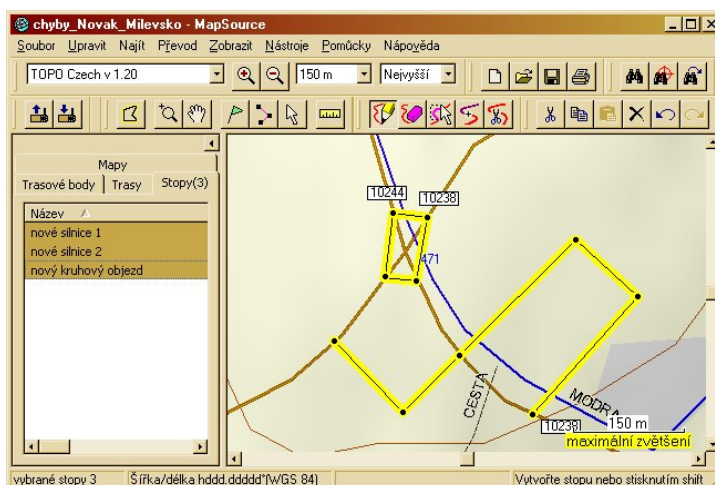 chyby_Novak_Milevsko - MapSource
Soubor Upravit Najít Převod Zobrazit Nástroje Pomůcky Nápověda
TOPO Czech v 1.20 150 m Nejvyšší
Mapy
Trasové body Trasy Stopy(3)
Název
nové silnice 1
nové silnice 2
nový kruhový objezd
10244
10238
471
CESTA
MODRA
10238
150 m
maximální zvětšení
vybrané stopy 3 Šířka/délka hddd.ddddd°(WGS 84) Vytvořte stopu nebo stisknutím shift